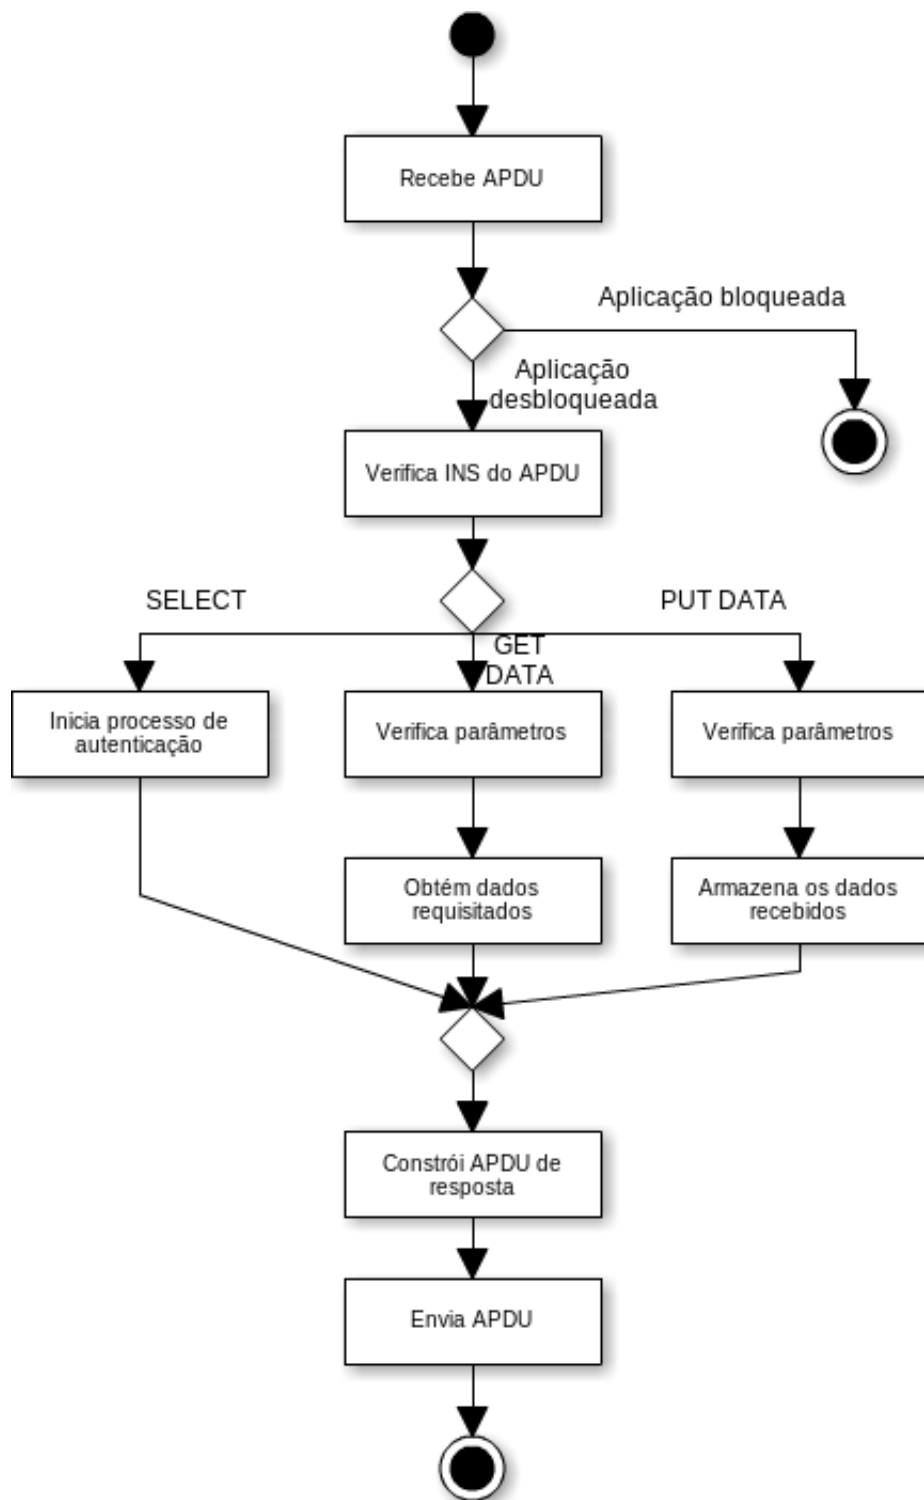 Recebe APDU
Aplicação bloqueada
Aplicação
desbloqueada
Verifica INS do APDU
SELECT
PUT DATA
GET
DATA
Inicia processo de
autenticação
Verifica parâmetros
Verifica parâmetros
Obtém dados
requisitados
Armazena os dados
recebidos
Constrói APDU de
resposta
Envia APDU